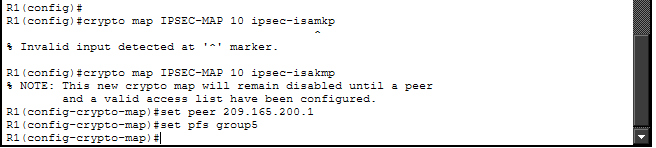 R1(config)#
R1(config)#crypto map IPSEC-MAP 10 ipsec-isamkp
^
% Invalid input detected at '^' marker.
R1(config)#crypto map IPSEC-MAP 10 ipsec-isakmp
% NOTE: This new crypto map will remain disabled until a peer
and a valid access list have been configured.
R1(config-crypto-map)#set peer 209.165.200.1
R1(config-crypto-map)#set pfs group5
R1(config-crypto-map)#